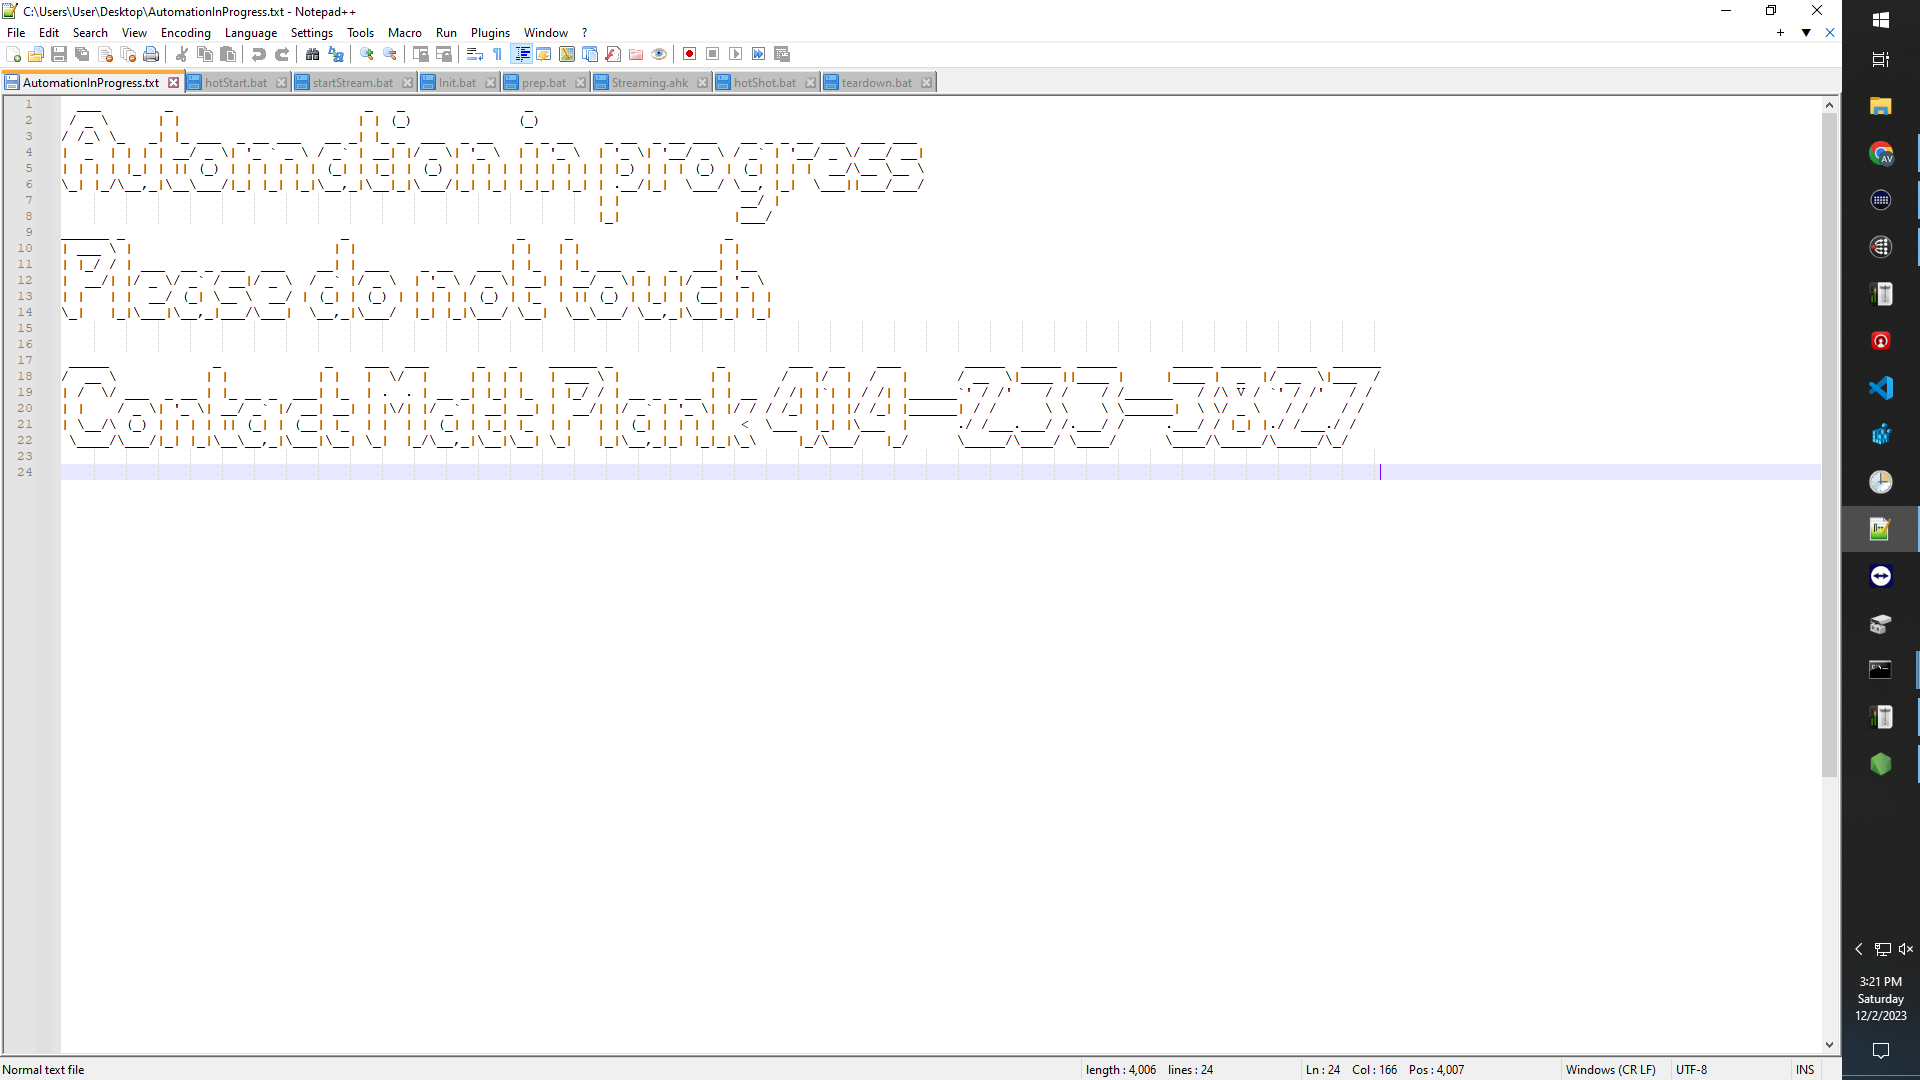 C:\Users\User\Desktop\AutomationInProgress.txt - Notepad++
File Edit Search View Encoding Language Settings Tools Macro Run Plugins Window ?
AutomationInProgress.txt hotStart.bat startStream.bat Init.bat prep.bat Streaming.ahk hotShot.bat teardown.bat
1
2
3
4
5
6
7
8
9
10
11
12
13
14
15
16
17
18
19
20
21
22
23
24
Automation in progress
Please do not touch
Contact Matt Plank 414-233-3827
AV
3:21 PM
Saturday
12/2/2023
Normal text file length : 4,006 lines : 24 Ln : 24 Col : 166 Pos : 4,007 Windows (CR LF) UTF-8 INS